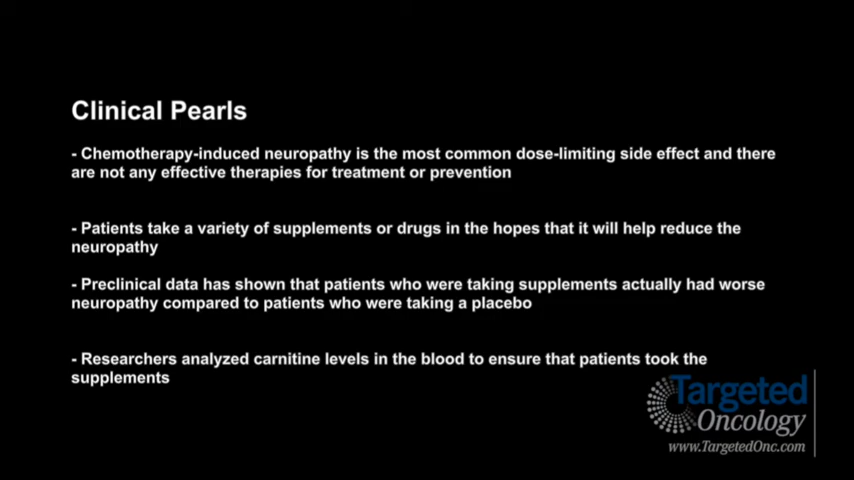 Clinical Pearls
- Chemotherapy-induced neuropathy is the most common dose-limiting side effect and there
are not any effective therapies for treatment or prevention
- Patients take a variety of supplements or drugs in the hopes that it will help reduce the
neuropathy
- Preclinical data has shown that patients who were taking supplements actually had worse
neuropathy compared to patients who were taking a placebo
- Researchers analyzed carnitine levels in the blood to ensure that patients took the
supplements
Targeted
Oncology
www.TargetedOnc.com